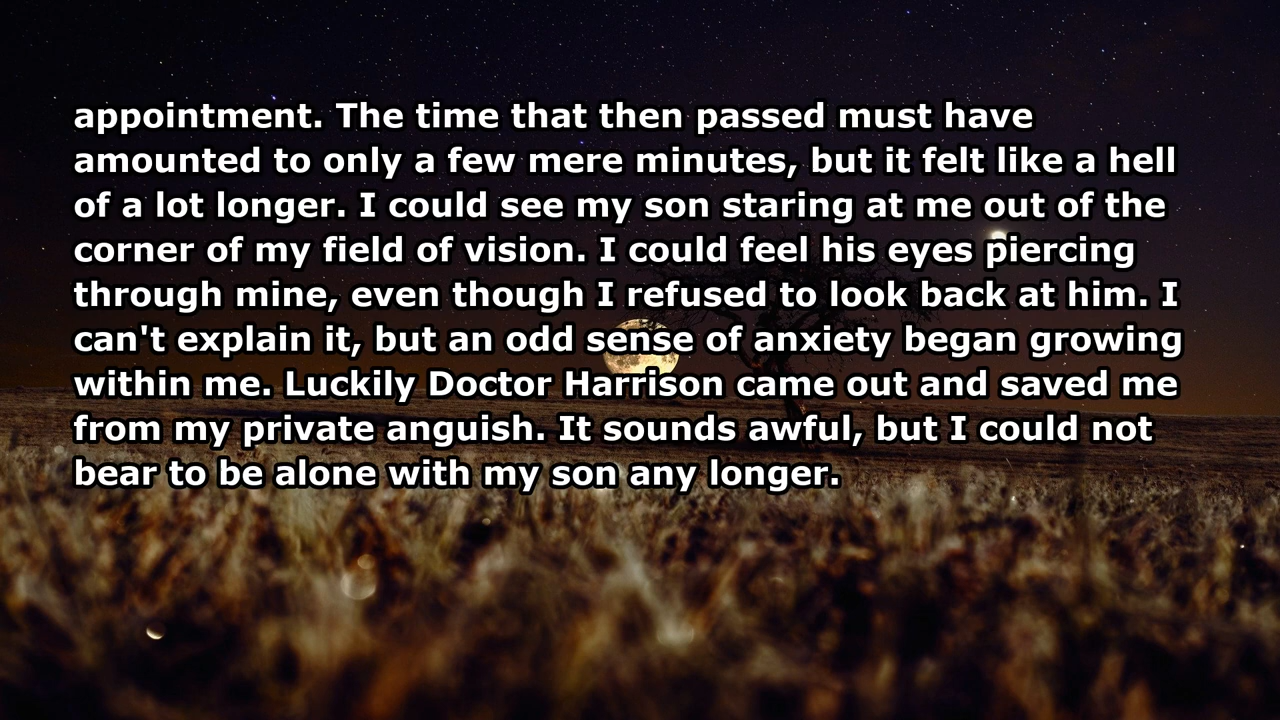 appointment. The time that then passed must have
amounted to only a few mere minutes, but it felt like a hell
of a lot longer. I could see my son staring at me out of the
corner of my field of vision. I could feel his eyes piercing
through mine, even though I refused to look back at him. I
can't explain it, but an odd sense of anxiety began growing
within me. Luckily Doctor Harrison came out and saved me
from my private anguish. It sounds awful, but I could not
bear to be alone with my son any longer.